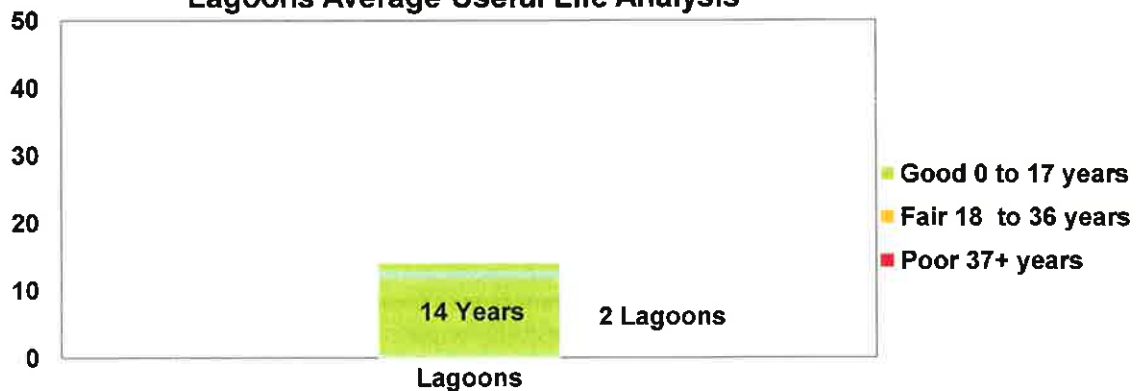 Lagoons Average Useful Life Analysis
50
40
30
20
10
0
14 Years
2 Lagoons
Lagoons
Good 0 to 17 years
Fair 18 to 36 years
Poor 37+ years